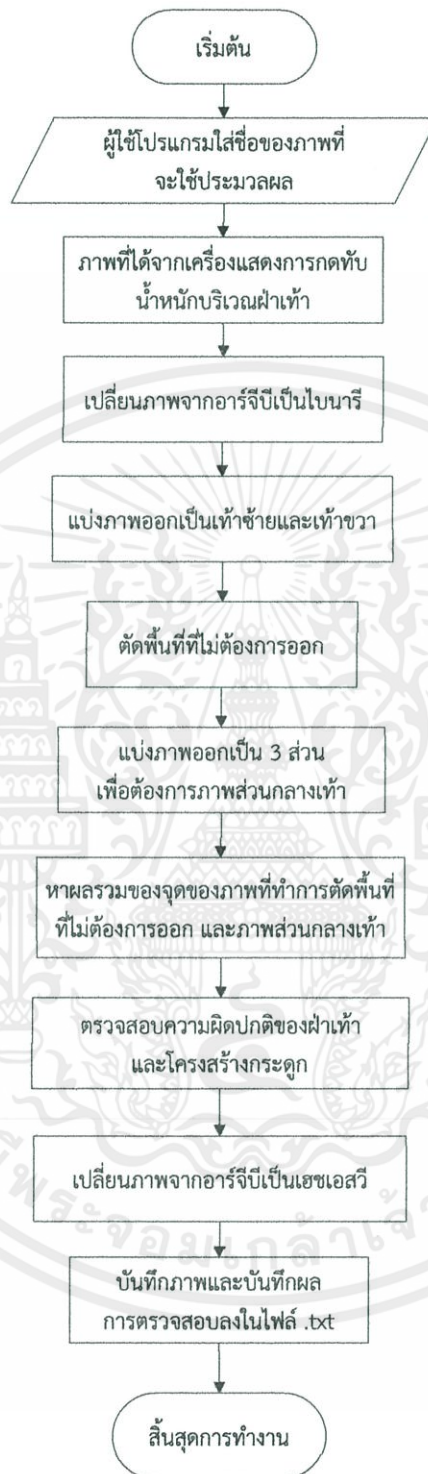 เริ่มต้น
ผู้ใช้โปรแกรมใส่ชื่อของภาพที่
จะใช้ประมวลผล
ภาพที่ได้จากเครื่องแสดงการกดทับ
น้ำหนักบริเวณฝ่าเท้า
เปลี่ยนภาพจากอาร์จีบีเป็นไบนารี
แบ่งภาพออกเป็นเท้าซ้ายและเท้าขวา
ตัดพื้นที่ที่ไม่ต้องการออก
แบ่งภาพออกเป็น 3 ส่วน
เพื่อต้องการภาพส่วนกลางเท้า
หาผลรวมของจุดของภาพที่ทำการตัดพื้นที่
ที่ไม่ต้องการออก และภาพส่วนกลางเท้า
ตรวจสอบความผิดปกติของฝ่าเท้า
และโครงสร้างกระดูก
เปลี่ยนภาพจากอาร์จีบีเป็นเฮชเอสวี
บันทึกภาพและบันทึกผล
การตรวจสอบลงในไฟล์ .txt
สิ้นสุดการทำงาน